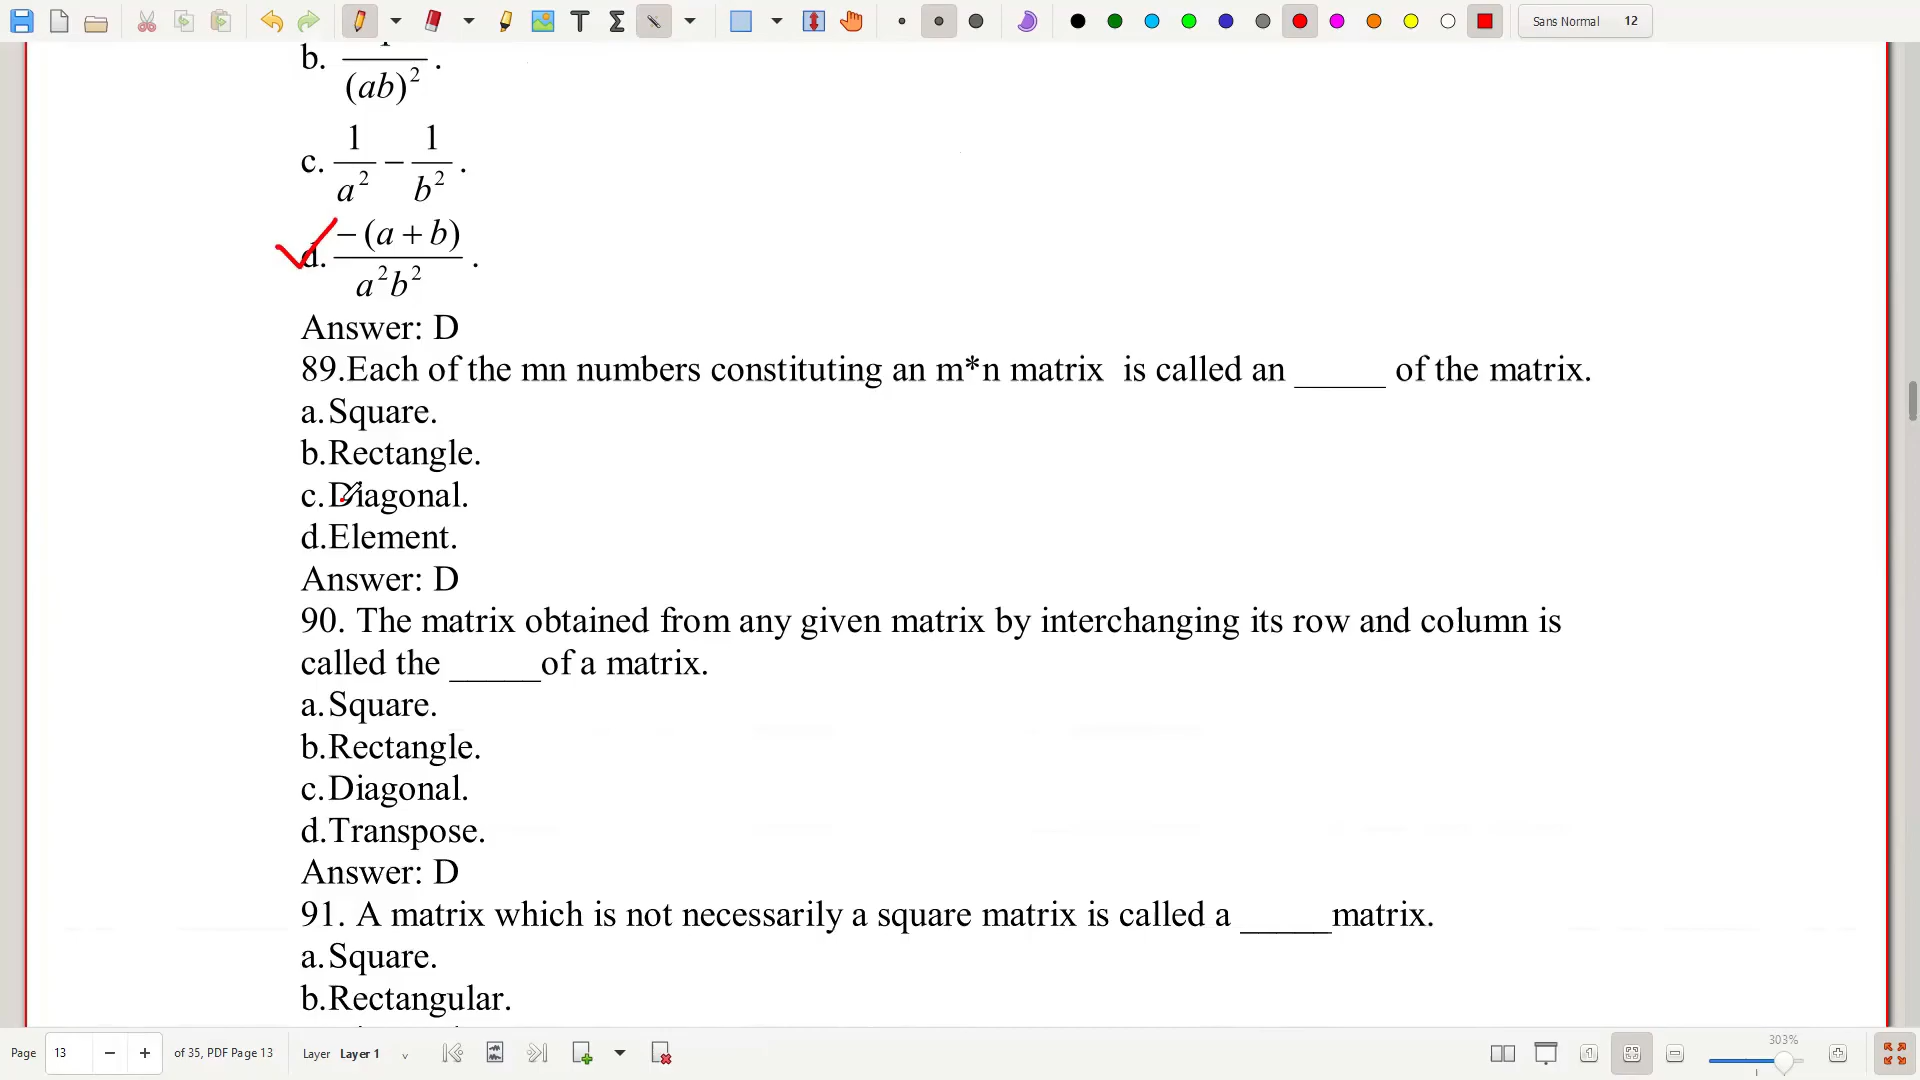 Sans Normal 12
b. (ab)²
.
c. 1/a² − 1/b² .
d. −(a + b)/a²b² .
Answer: D
89.Each of the mn numbers constituting an m*n matrix  is called an _____ of the matrix.
a.Square.
b.Rectangle.
c.Diagonal.
d.Element.
Answer: D
90. The matrix obtained from any given matrix by interchanging its row and column is
called the _____of a matrix.
a.Square.
b.Rectangle.
c.Diagonal.
d.Transpose.
Answer: D
91. A matrix which is not necessarily a square matrix is called a _____matrix.
a.Square.
b.Rectangular.
Page 13 − + of 35, PDF Page 13 Layer Layer 1 303%